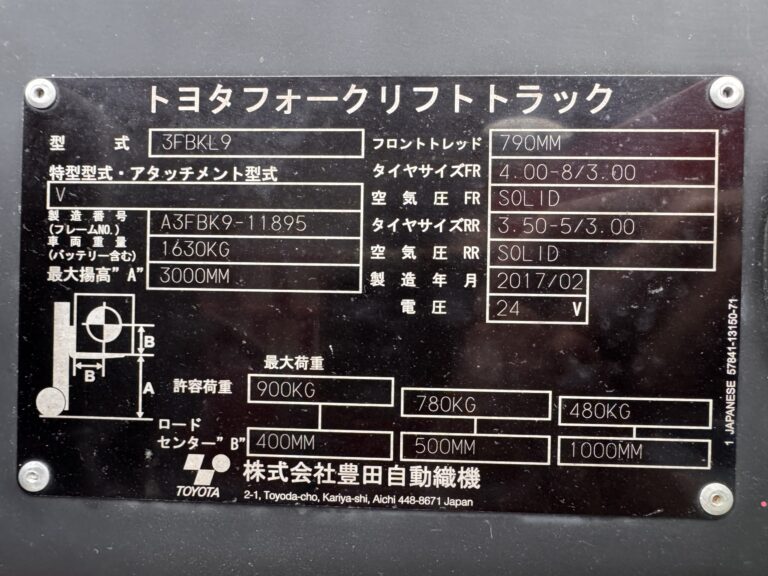 トヨタフォークリフトトラック
型 式 3FBKL9 フロントトレッド 790MM
特型型式・アタッチメント型式 タイヤサイズFR 4.00-8/3.00
V- 空気圧 FR SOLID
製造番号 (フレームNO.) A3FBK9-11895 タイヤサイズRR 3.50-5/3.00
車両重量 (バッテリー含む) 1630KG 空気圧 RR SOLID
最大揚高"A" 3000MM 製造年月 2017/02
電圧 24 V
B
B
A
最大荷重
許容荷重 900KG 780KG 480KG
ロード
センター"B" 400MM 500MM 1000MM
TOYOTA 株式会社豊田自動織機
2-1, Toyoda-cho, Kariya-shi, Aichi 448-8671 Japan
1 JAPANESE 57841-13150-71